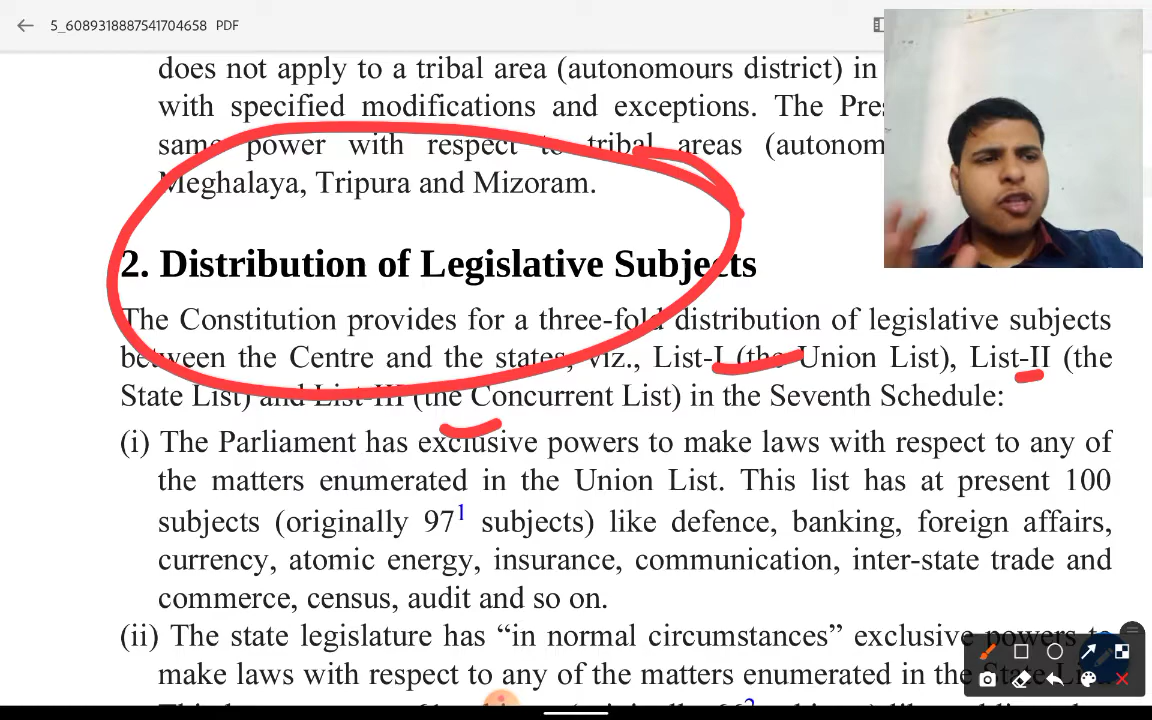 5_6089318887541704658 PDF
does not apply to a tribal area (autonomours district) in
with specified modifications and exceptions. The Pres
same power with respect to tribal areas (autonom
Meghalaya, Tripura and Mizoram.
2. Distribution of Legislative Subjects
The Constitution provides for a three-fold distribution of legislative subjects
between the Centre and the states, viz., List-I (the Union List), List-II (the
State List) and List-III (the Concurrent List) in the Seventh Schedule:
(i) The Parliament has exclusive powers to make laws with respect to any of
the matters enumerated in the Union List. This list has at present 100
subjects (originally 97¹ subjects) like defence, banking, foreign affairs,
currency, atomic energy, insurance, communication, inter-state trade and
commerce, census, audit and so on.
(ii) The state legislature has “in normal circumstances” exclusive powers to
make laws with respect to any of the matters enumerated in the State